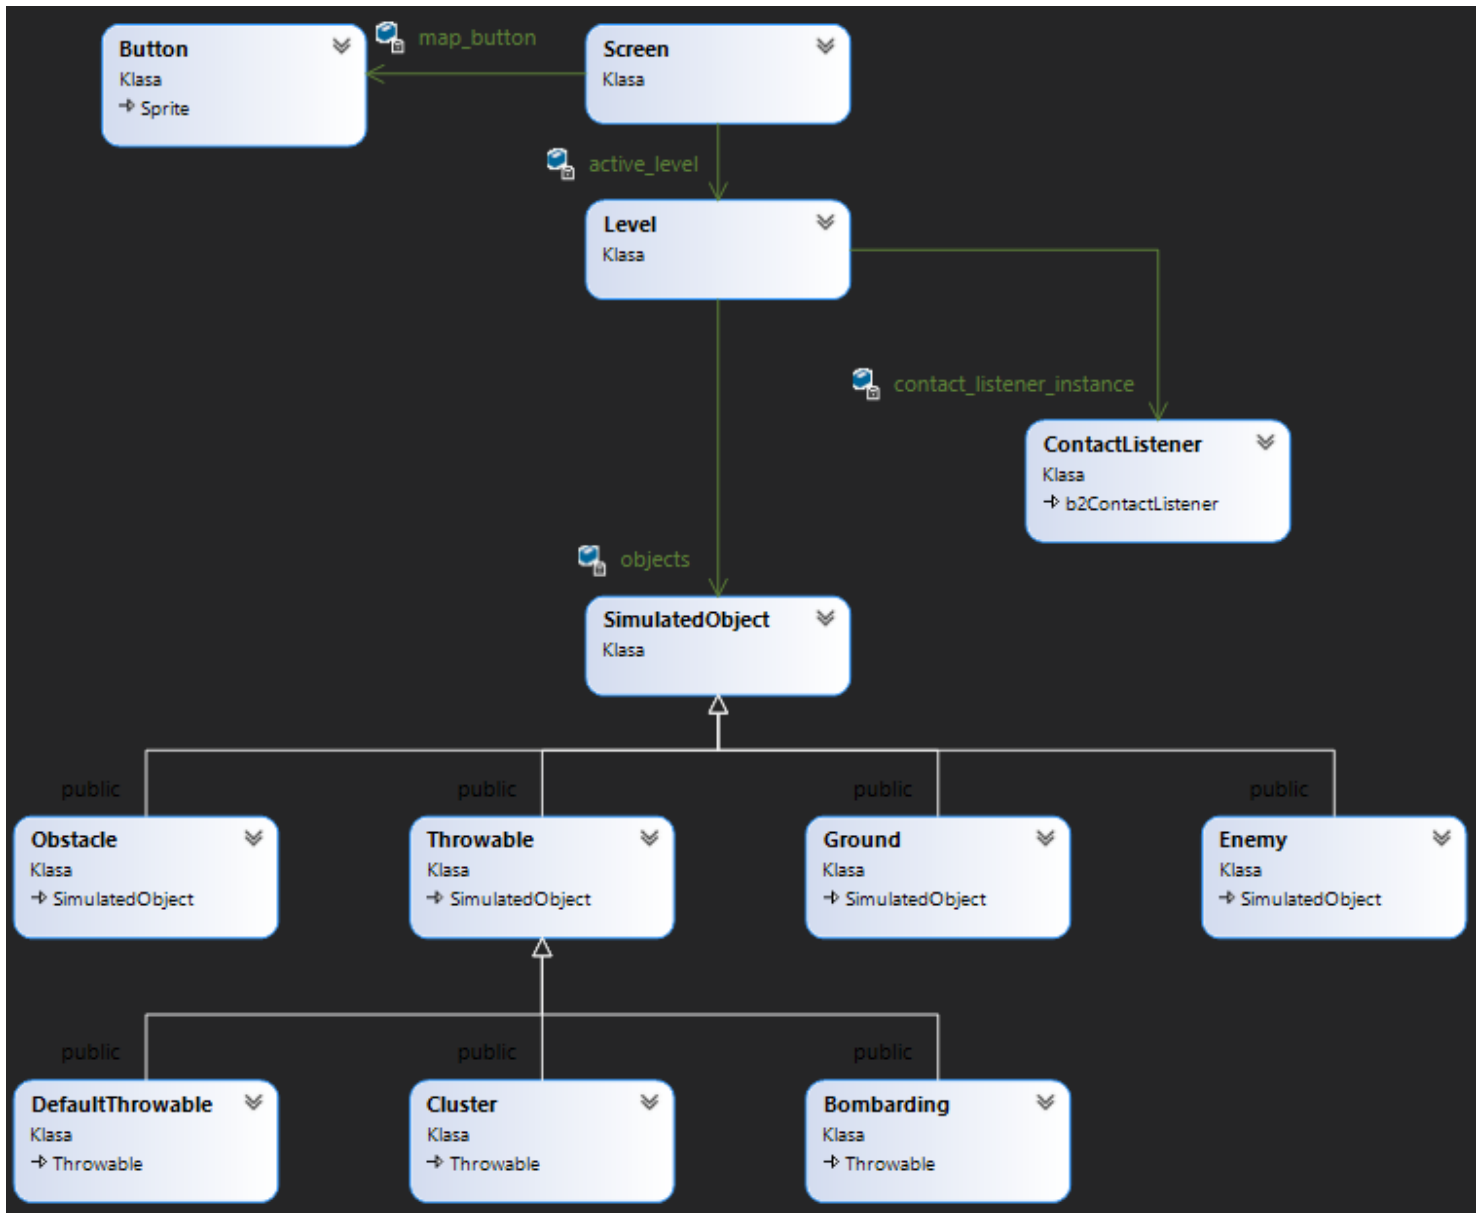 Button
Klasa
Sprite
map_button
Screen
Klasa
active_level
Level
Klasa
contact_listener_instance
ContactListener
Klasa
b2ContactListener
objects
SimulatedObject
Klasa
public
public
public
public
Obstacle
Klasa
SimulatedObject
Throwable
Klasa
SimulatedObject
Ground
Klasa
SimulatedObject
Enemy
Klasa
SimulatedObject
public
public
public
DefaultThrowable
Klasa
Throwable
Cluster
Klasa
Throwable
Bombarding
Klasa
Throwable